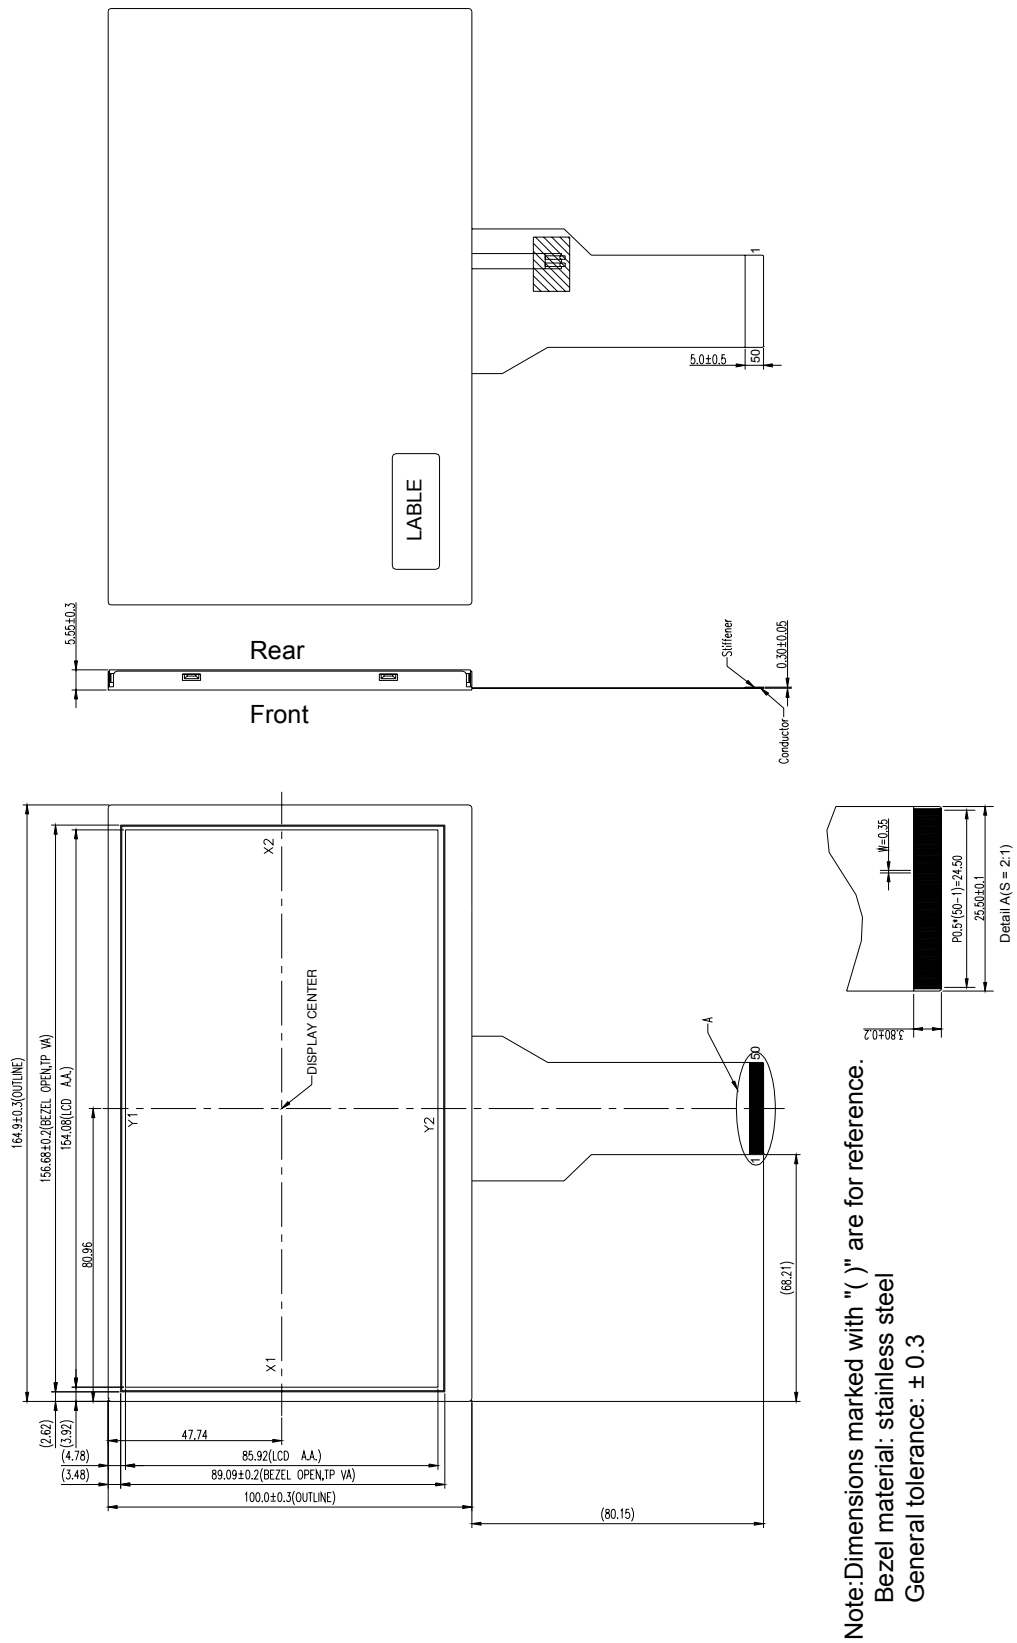 LABLE
5.0±0.5
50
1
5.55±0.3
Rear
Front
Stiffener
0.30±0.05
Conductor
164.9±0.3(OUTLINE)
156.68±0.2(BEZEL OPEN,TP VA)
154.08(LCD A.A.)
80.96
(2.62)
(3.92)
(4.78)
(3.48)
47.74
85.92(LCD A.A.)
89.09±0.2(BEZEL OPEN,TP VA)
100.0±0.3(OUTLINE)
X1
X2
Y1
Y2
DISPLAY CENTER
A
1
50
(68.21)
(80.15)
W=0.35
P0.5*(50-1)=24.50
25.50±0.1
3.80±0.2
Detail A(S = 2:1)
Note:Dimensions marked with "( )" are for reference.
Bezel material: stainless steel
General tolerance: ± 0.3